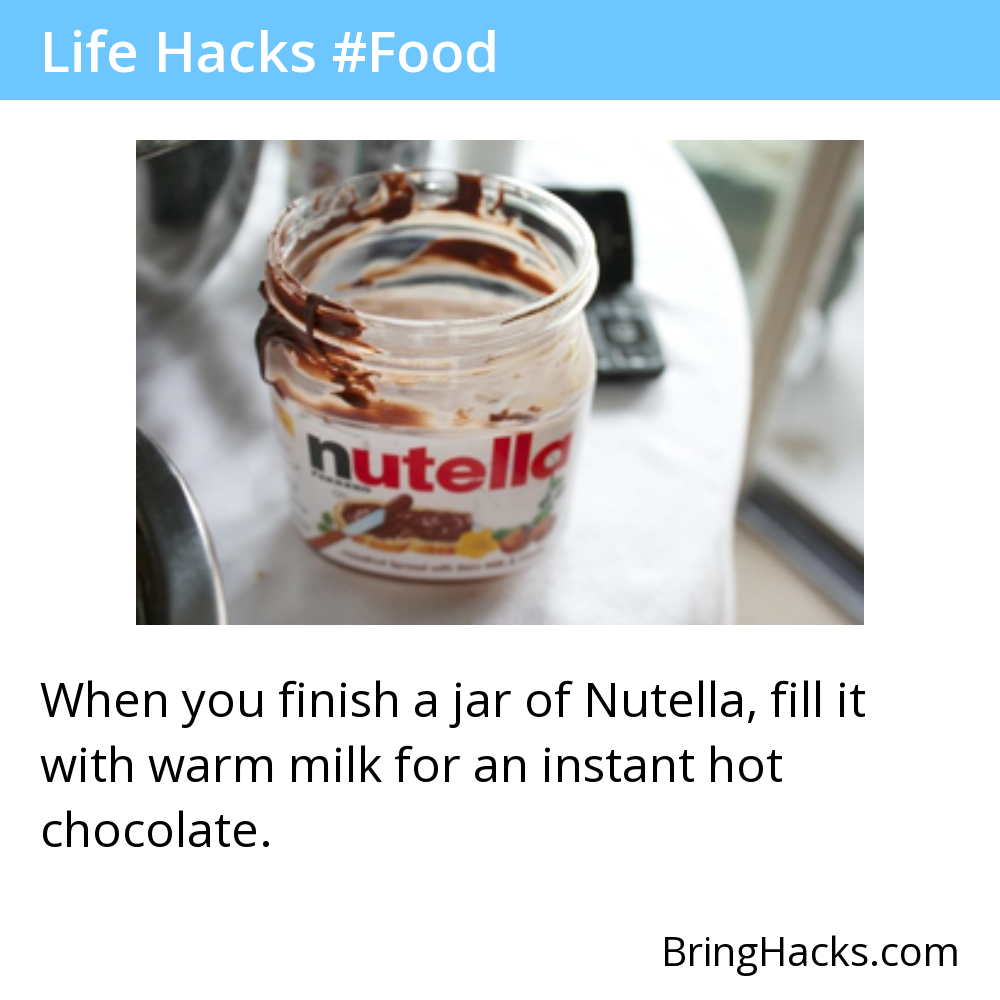 Life Hacks #Food
nutella
When you finish a jar of Nutella, fill it
with warm milk for an instant hot
chocolate.
BringHacks.com